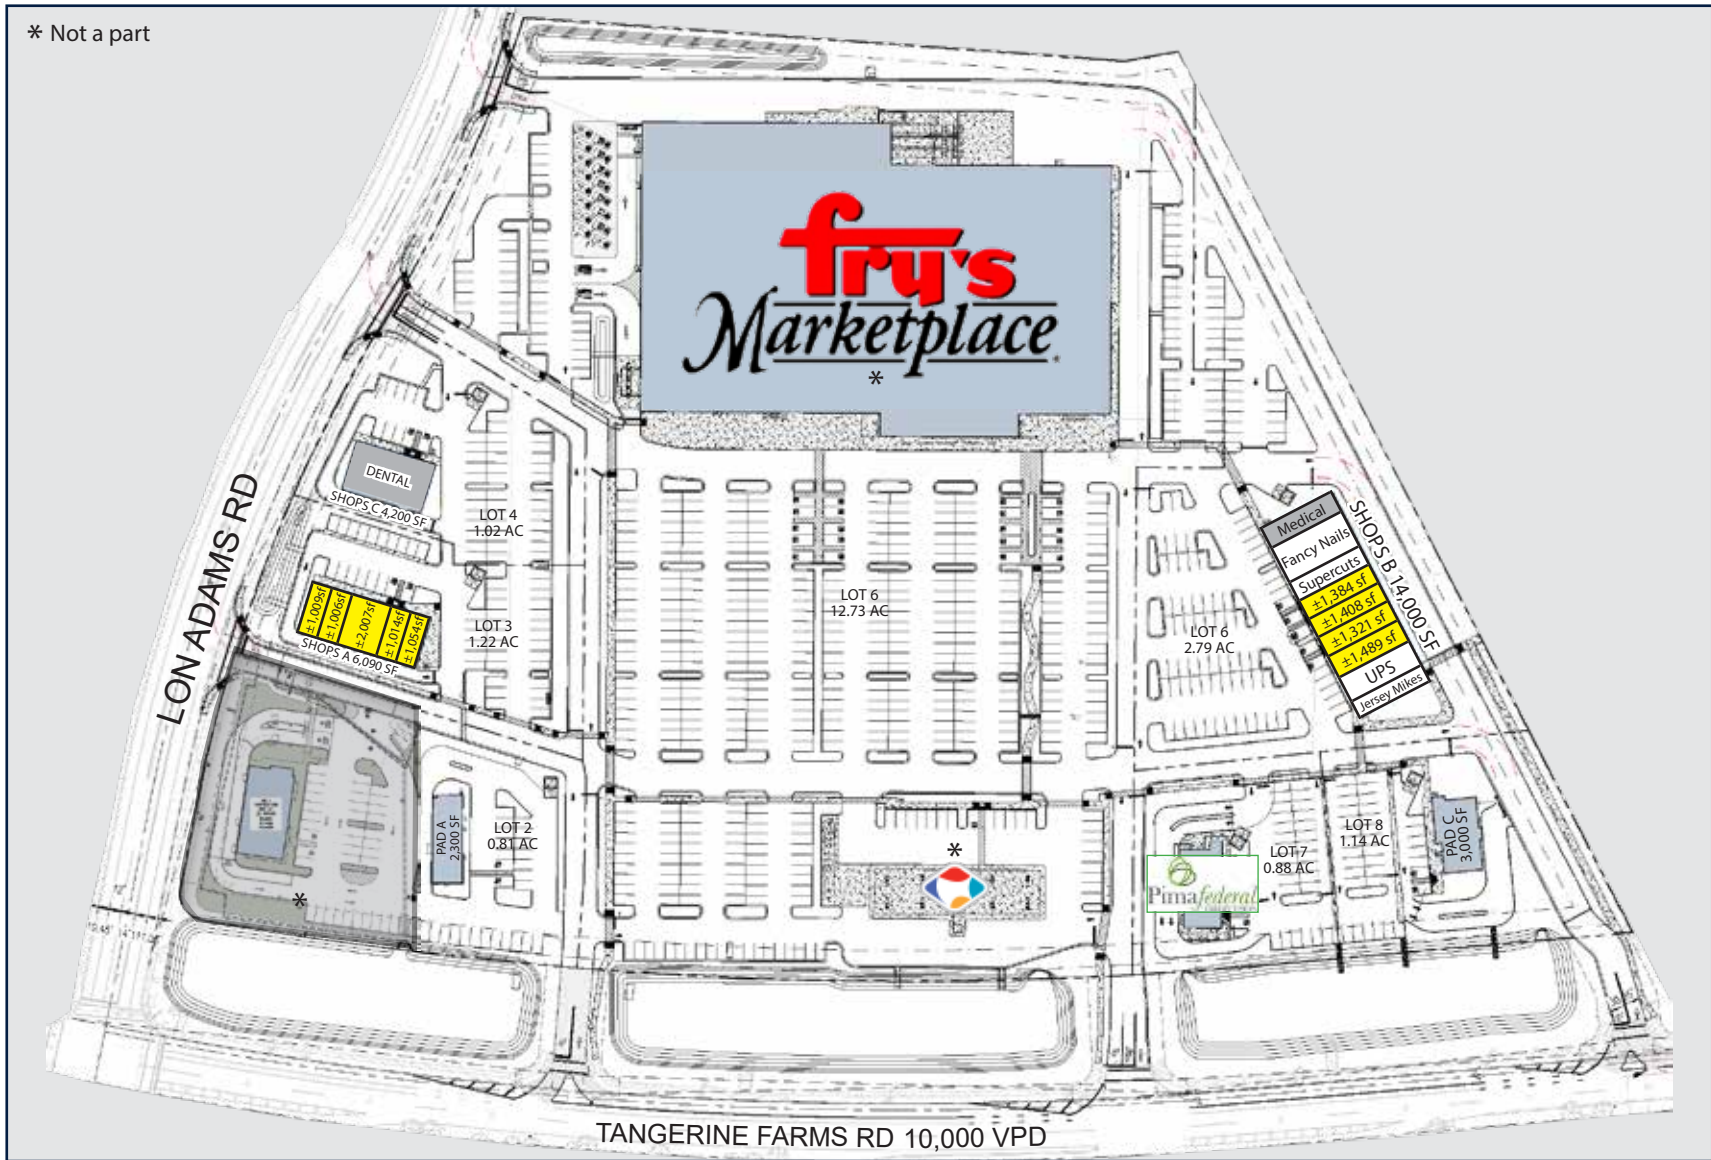 * Not a part
fry's
Marketplace
*
DENTAL
SHOPS C 4,200 SF
LOT 4
1.02 AC
LON ADAMS RD
±1,009sf
±1,006sf
±2,007sf
±1,014sf
±1,054sf
SHOPS A 6,090 SF
LOT 3
1.22 AC
LOT 6
12.73 AC
LOT 6
2.79 AC
Medical
Fancy Nails
Supercuts
±1,384 sf
±1,408 sf
±1,321 sf
±1,489 sf
UPS
Jersey Mikes
SHOPS B 14,000 SF
PAD A
2,300 SF
LOT 2
0.81 AC
*
*
Pima federal
LOT 7
0.88 AC
LOT 8
1.14 AC
PAD C
3,000 SF
TANGERINE FARMS RD 10,000 VPD